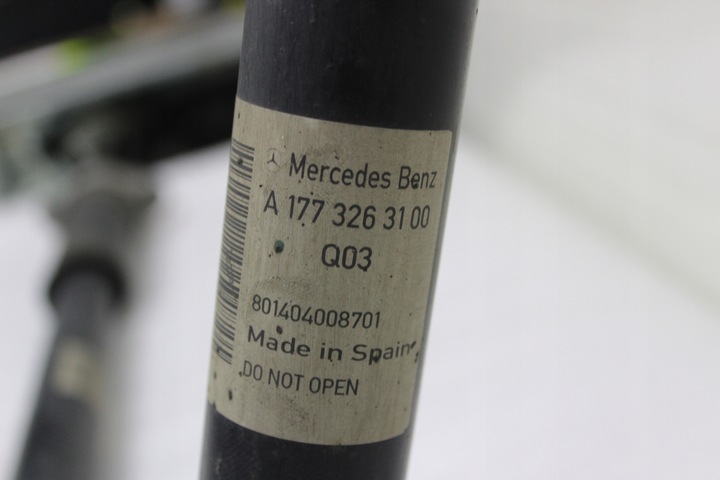 Mercedes Benz
A 177 326 31 00
Q03
801404008701
Made in Spain
DO NOT OPEN